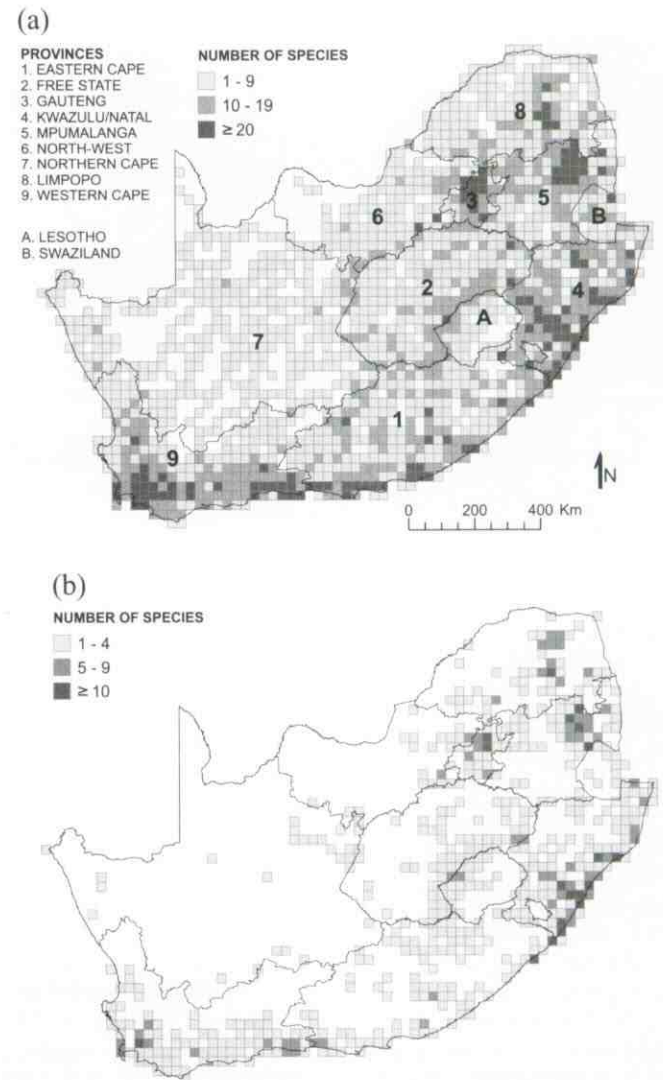 (a)
PROVINCES
1. EASTERN CAPE
2. FREE STATE
3. GAUTENG
4. KWAZULU/NATAL
5. MPUMALANGA
6. NORTH-WEST
7. NORTHERN CAPE
8. LIMPOPO
9. WESTERN CAPE
A. LESOTHO
B. SWAZILAND
NUMBER OF SPECIES
1 - 9
10 - 19
≥ 20
8
3
5
6
B
2
4
A
7
1
9
N
0 200 400 Km
(b)
NUMBER OF SPECIES
1 - 4
5 - 9
≥ 10